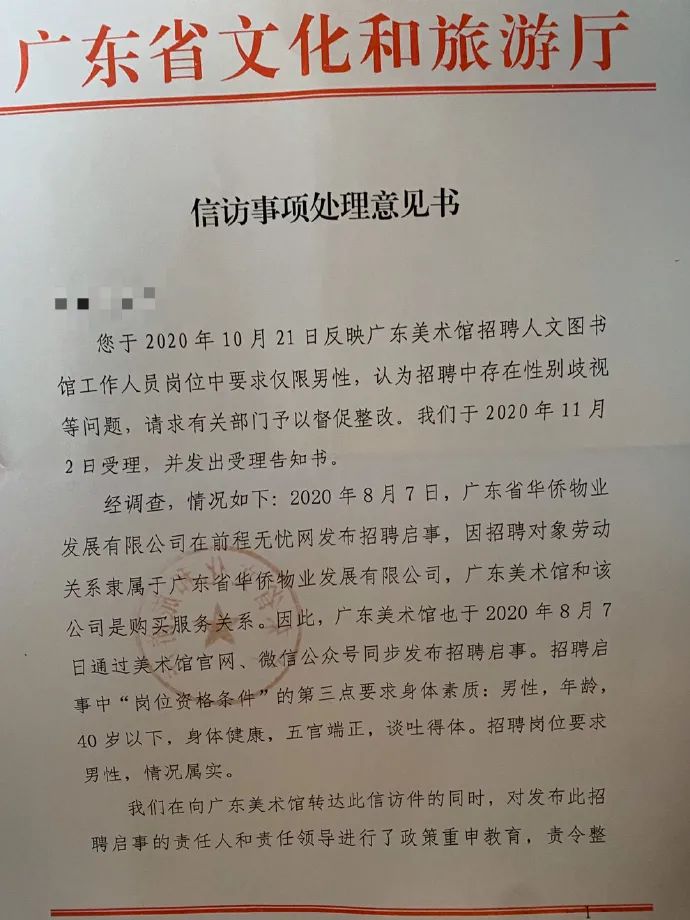 广东省文化和旅游厅
信访事项处理意见书
您于 2020 年 10 月 21 日反映广东美术馆招聘人文图书
馆工作人员岗位中要求仅限男性，认为招聘中存在性别歧视
等问题，请求有关部门予以督促整改。我们于 2020 年 11 月
2 日受理，并发出受理告知书。
经调查，情况如下：2020 年 8 月 7 日，广东省华侨物业
发展有限公司在前程无忧网发布招聘启事，因招聘对象劳动
关系隶属于广东省华侨物业发展有限公司，广东美术馆和该
公司是购买服务关系。因此，广东美术馆也于 2020 年 8 月 7
日通过美术馆官网、微信公众号同步发布招聘启事。招聘启
事中“岗位资格条件”的第三点要求身体素质：男性，年龄，
40 岁以下，身体健康，五官端正，谈吐得体。招聘岗位要求
男性，情况属实。
我们在向广东美术馆转达此信访件的同时，对发布此招
聘启事的责任人和责任领导进行了政策重申教育，责令整
1